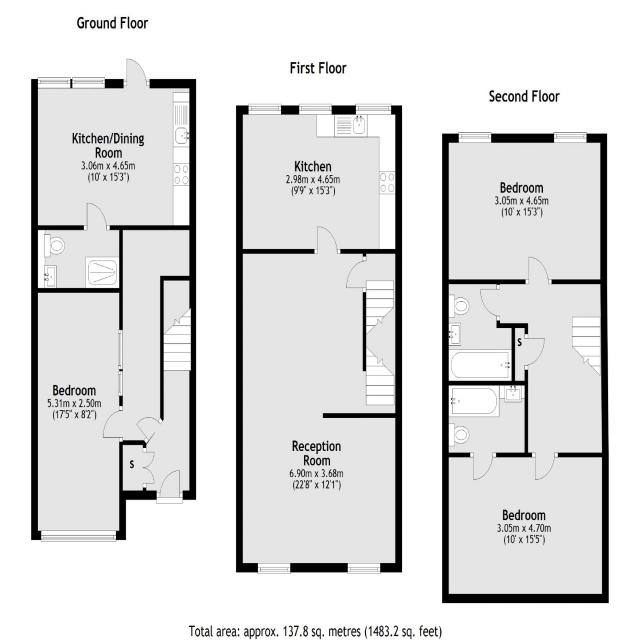 Ground Floor
Kitchen/Dining
Room
3.06m x 4.65m
(10' x 15'3")
Bedroom
5.31m x 2.50m
(17'5" x 8'2")
S
First Floor
Kitchen
2.98m x 4.65m
(9'9" x 15'3")
Reception
Room
6.90m x 3.68m
(22'8" x 12'1")
Second Floor
Bedroom
3.05m x 4.65m
(10' x 15'3")
S
Bedroom
3.05m x 4.70m
(10' x 15'5")
Total area: approx. 137.8 sq. metres (1483.2 sq. feet)